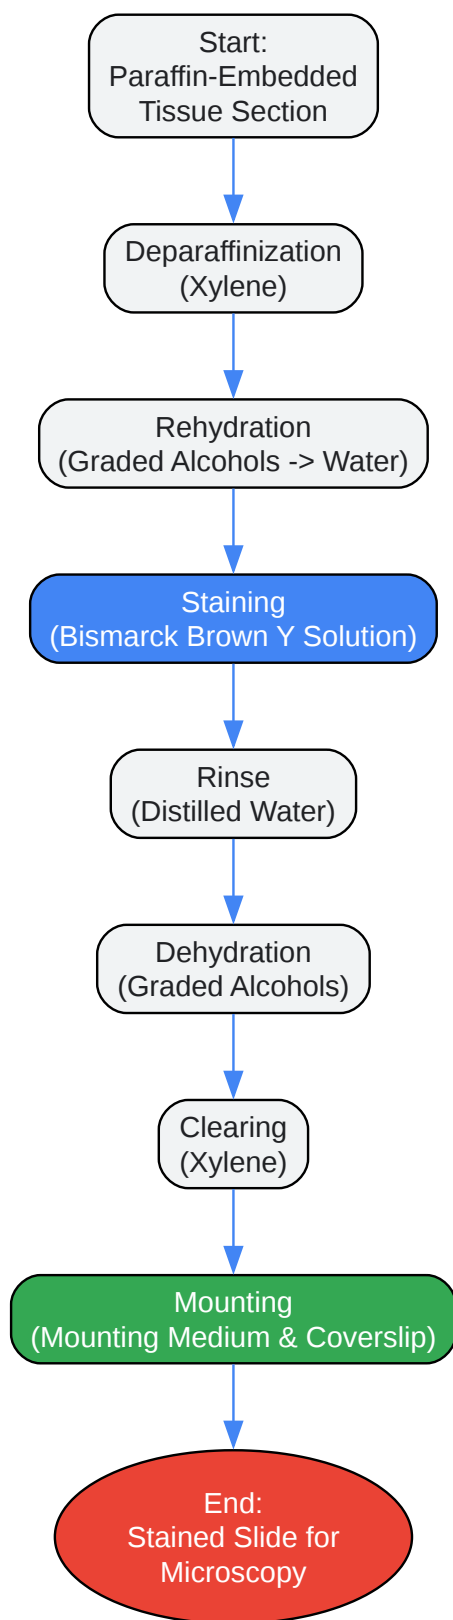 Start:
Paraffin-Embedded
Tissue Section
Deparaffinization
(Xylene)
Rehydration
(Graded Alcohols -> Water)
Staining
(Bismarck Brown Y Solution)
Rinse
(Distilled Water)
Dehydration
(Graded Alcohols)
Clearing
(Xylene)
Mounting
(Mounting Medium & Coverslip)
End:
Stained Slide for
Microscopy